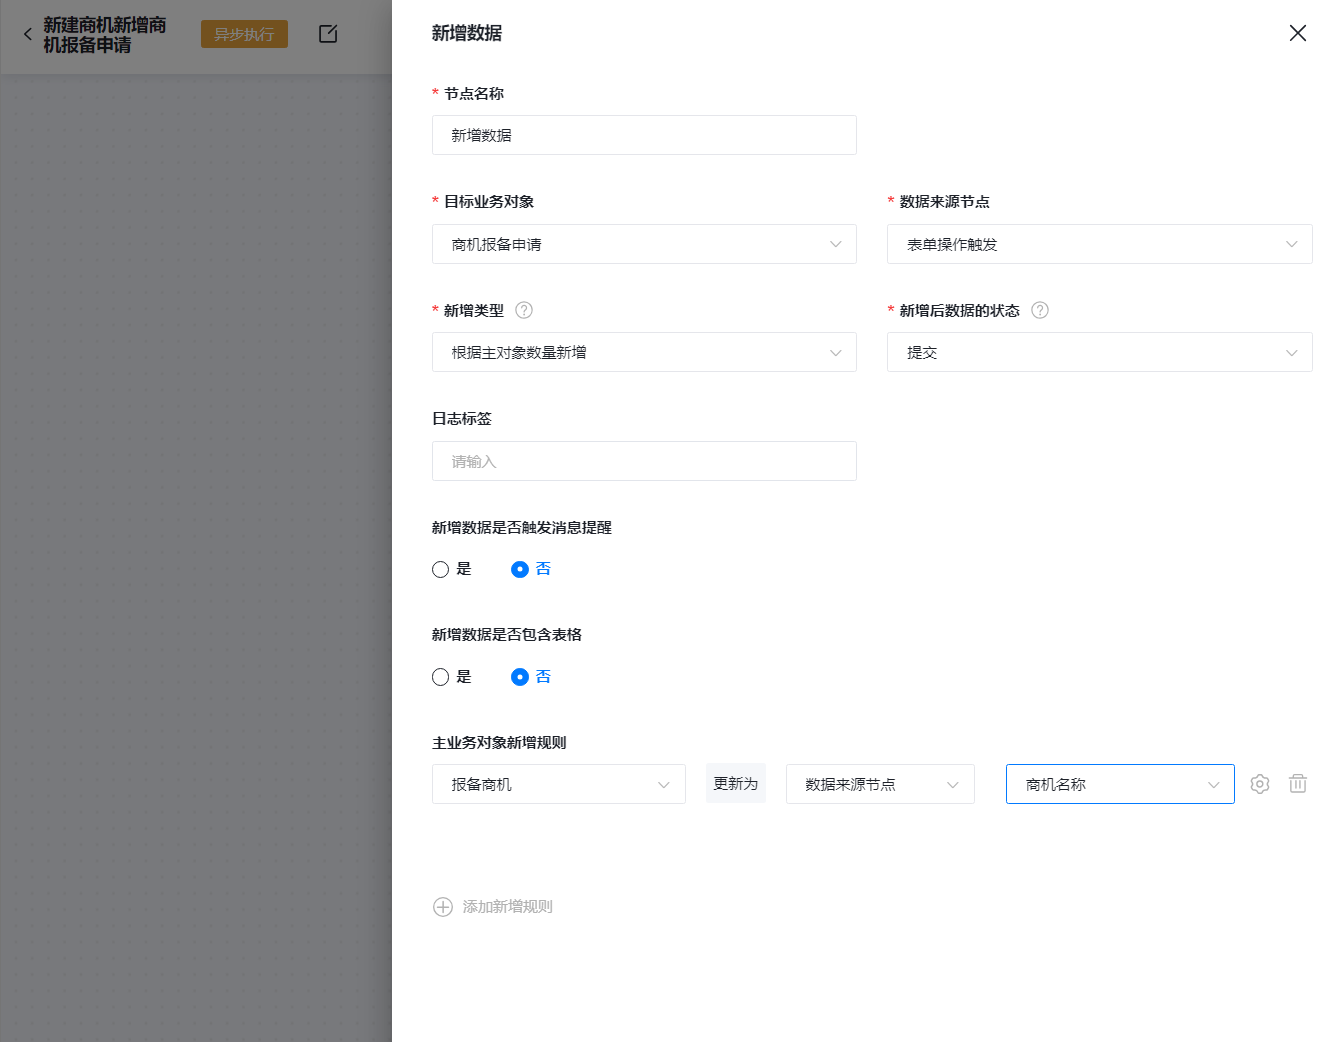 新建商机新增商
机报备申请
异步执行
新增数据
* 节点名称
新增数据
* 目标业务对象
* 数据来源节点
商机报备申请
表单操作触发
* 新增类型
* 新增后数据的状态
根据主对象数量新增
提交
日志标签
请输入
新增数据是否触发消息提醒
是 否
新增数据是否包含表格
是 否
主业务对象新增规则
报备商机 更新为 数据来源节点 商机名称
添加新增规则